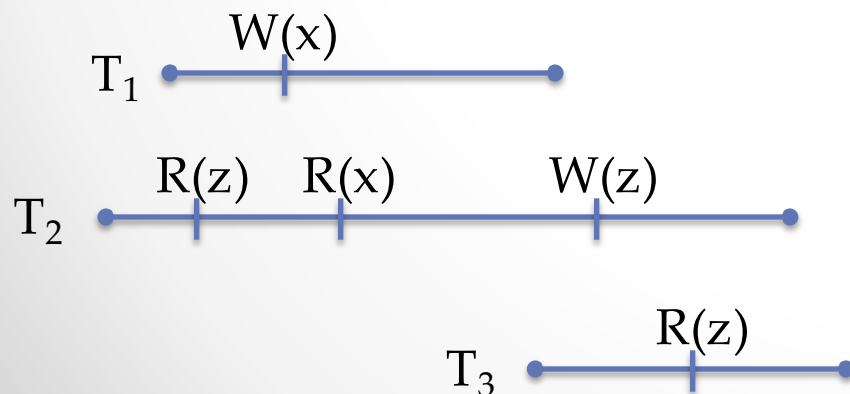 W(x)
T₁
R(z) R(x) W(z)
T₂
R(z)
T₃